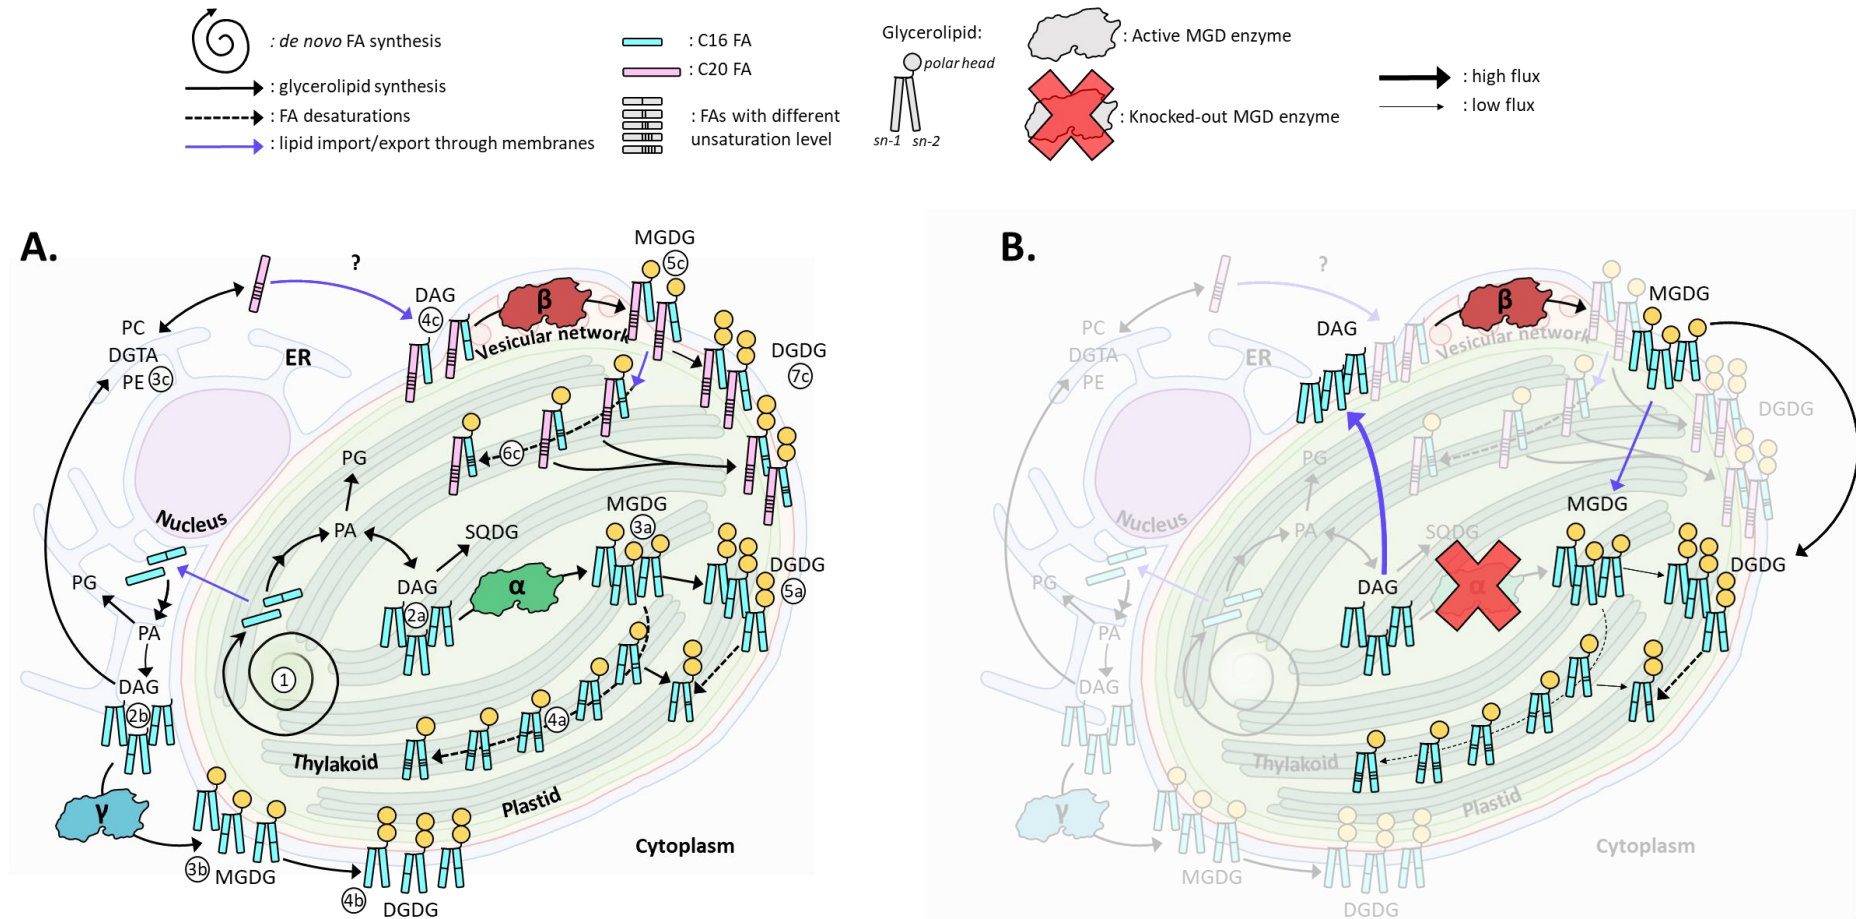 : de novo FA synthesis
: glycerolipid synthesis
: FA desaturations
: lipid import/export through membranes
: C16 FA
: C20 FA
: FAs with different
unsaturation level
Glycerolipid:
polar head
sn-1 sn-2
: Active MGD enzyme
: Knocked-out MGD enzyme
: high flux
: low flux
A.
?
MGDG
5c
DAG
4c
β
Vesicular network
PC
DGTA
PE 3c
ER
DGDG
7c
6c
PG
Nucleus
PA
SQDG
MGDG
3a
DAG
2a
α
DGDG
5a
PG
PA
1
DAG
2b
4a
Thylakoid
Plastid
γ
Cytoplasm
3b MGDG
4b DGDG
B.
?
β
MGDG
Vesicular network
DAG
PC
DGTA
PE
ER
DGDG
PG
Nucleus
PA
SQDG
MGDG
DAG
α
DGDG
PG
PA
DAG
Thylakoid
Plastid
γ
Cytoplasm
MGDG
DGDG